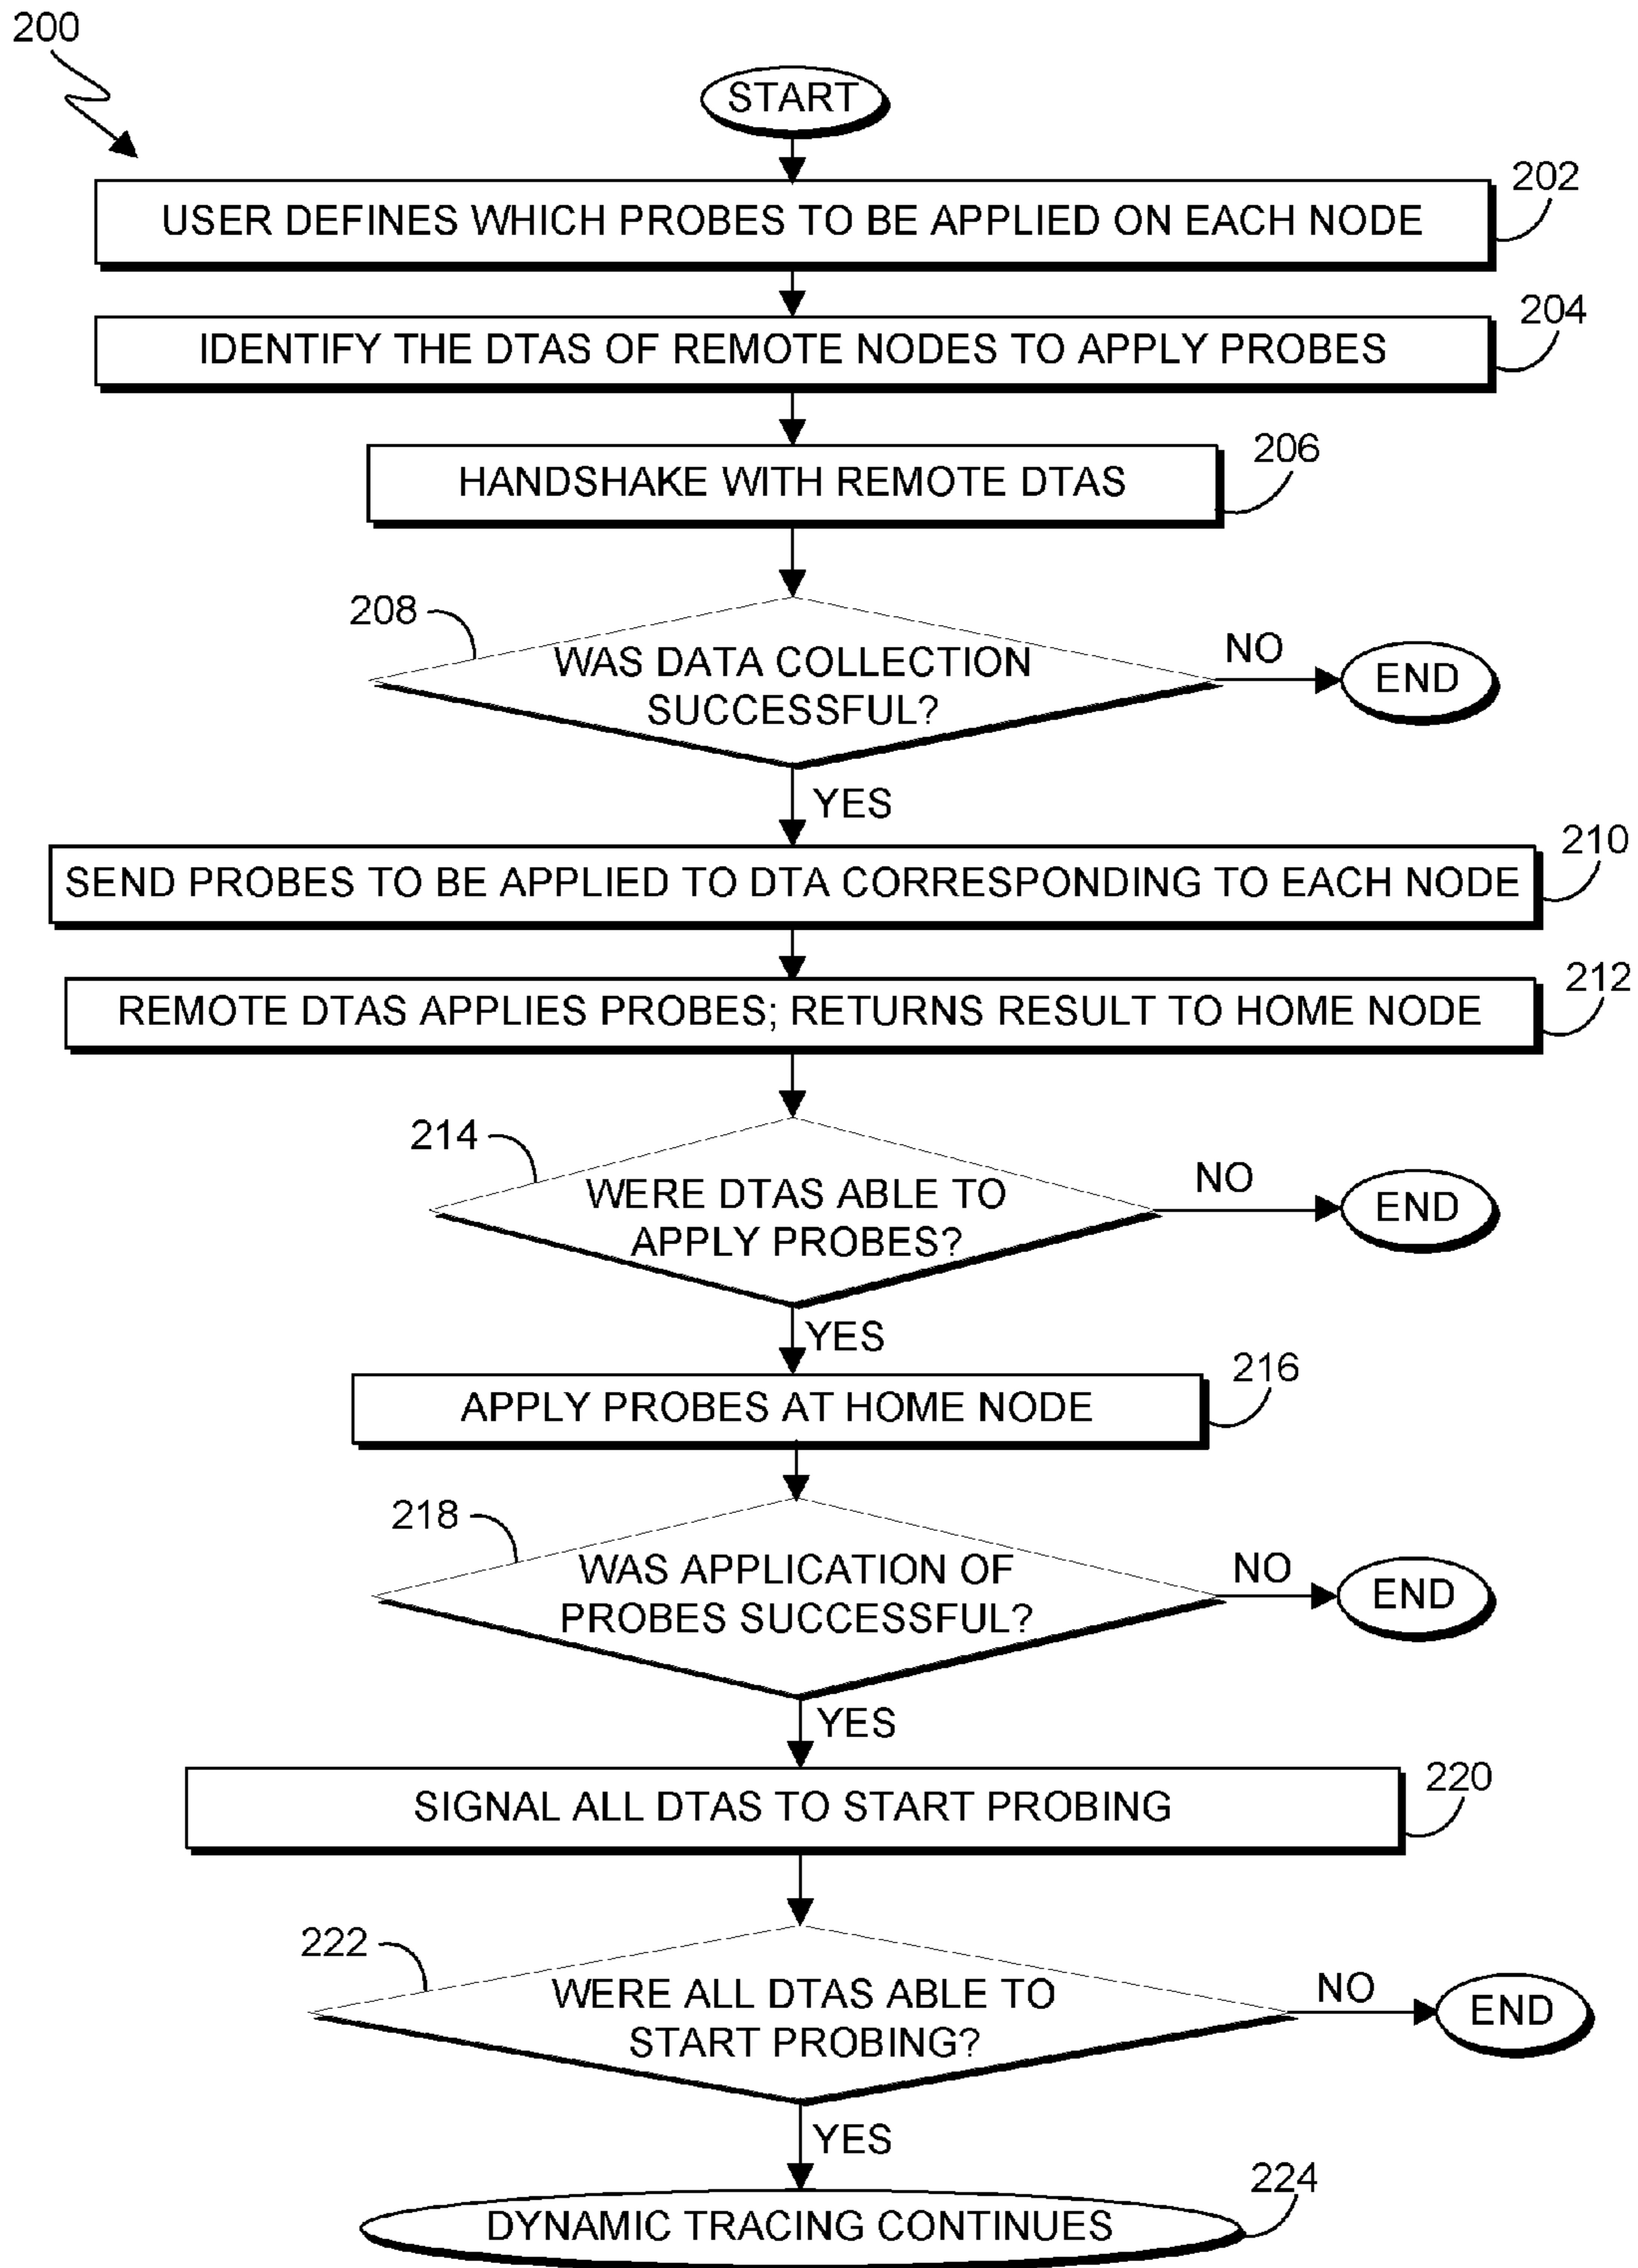 200
START
202
USER DEFINES WHICH PROBES TO BE APPLIED ON EACH NODE
204
IDENTIFY THE DTAS OF REMOTE NODES TO APPLY PROBES
206
HANDSHAKE WITH REMOTE DTAS
208
WAS DATA COLLECTION
SUCCESSFUL?
NO
END
YES
210
SEND PROBES TO BE APPLIED TO DTA CORRESPONDING TO EACH NODE
212
REMOTE DTAS APPLIES PROBES; RETURNS RESULT TO HOME NODE
214
WERE DTAS ABLE TO
APPLY PROBES?
NO
END
YES
216
APPLY PROBES AT HOME NODE
218
WAS APPLICATION OF
PROBES SUCCESSFUL?
NO
END
YES
220
SIGNAL ALL DTAS TO START PROBING
222
WERE ALL DTAS ABLE TO
START PROBING?
NO
END
YES
224
DYNAMIC TRACING CONTINUES